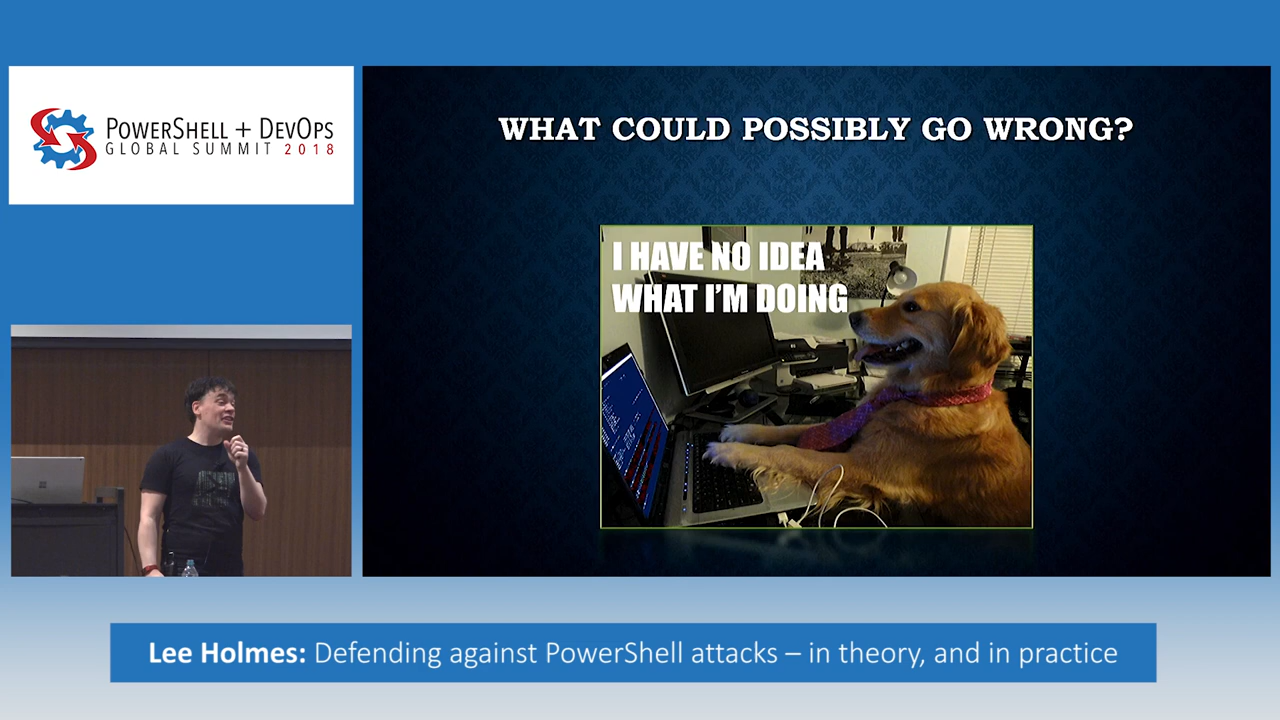 POWERSHELL + DEVOPS
GLOBAL SUMMIT 2018
WHAT COULD POSSIBLY GO WRONG?
I HAVE NO IDEA
WHAT I'M DOING
Lee Holmes: Defending against PowerShell attacks – in theory, and in practice